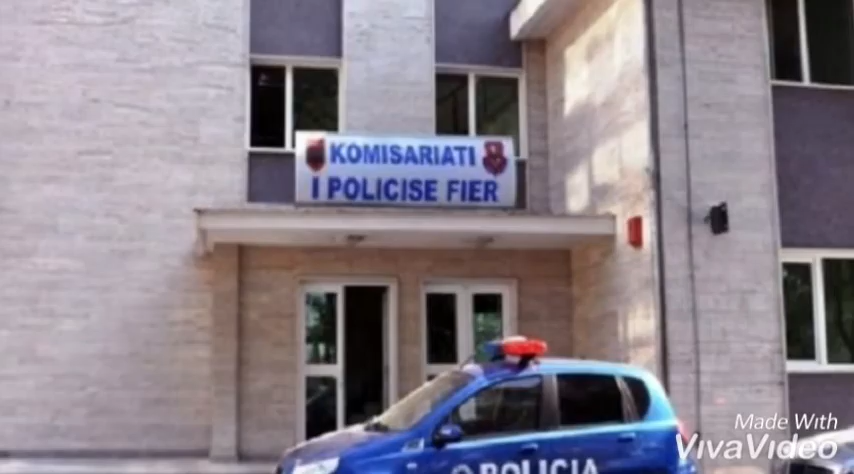 KOMISARIATI
I POLICISE FIER
POLICIA
Made With
VivaVideo